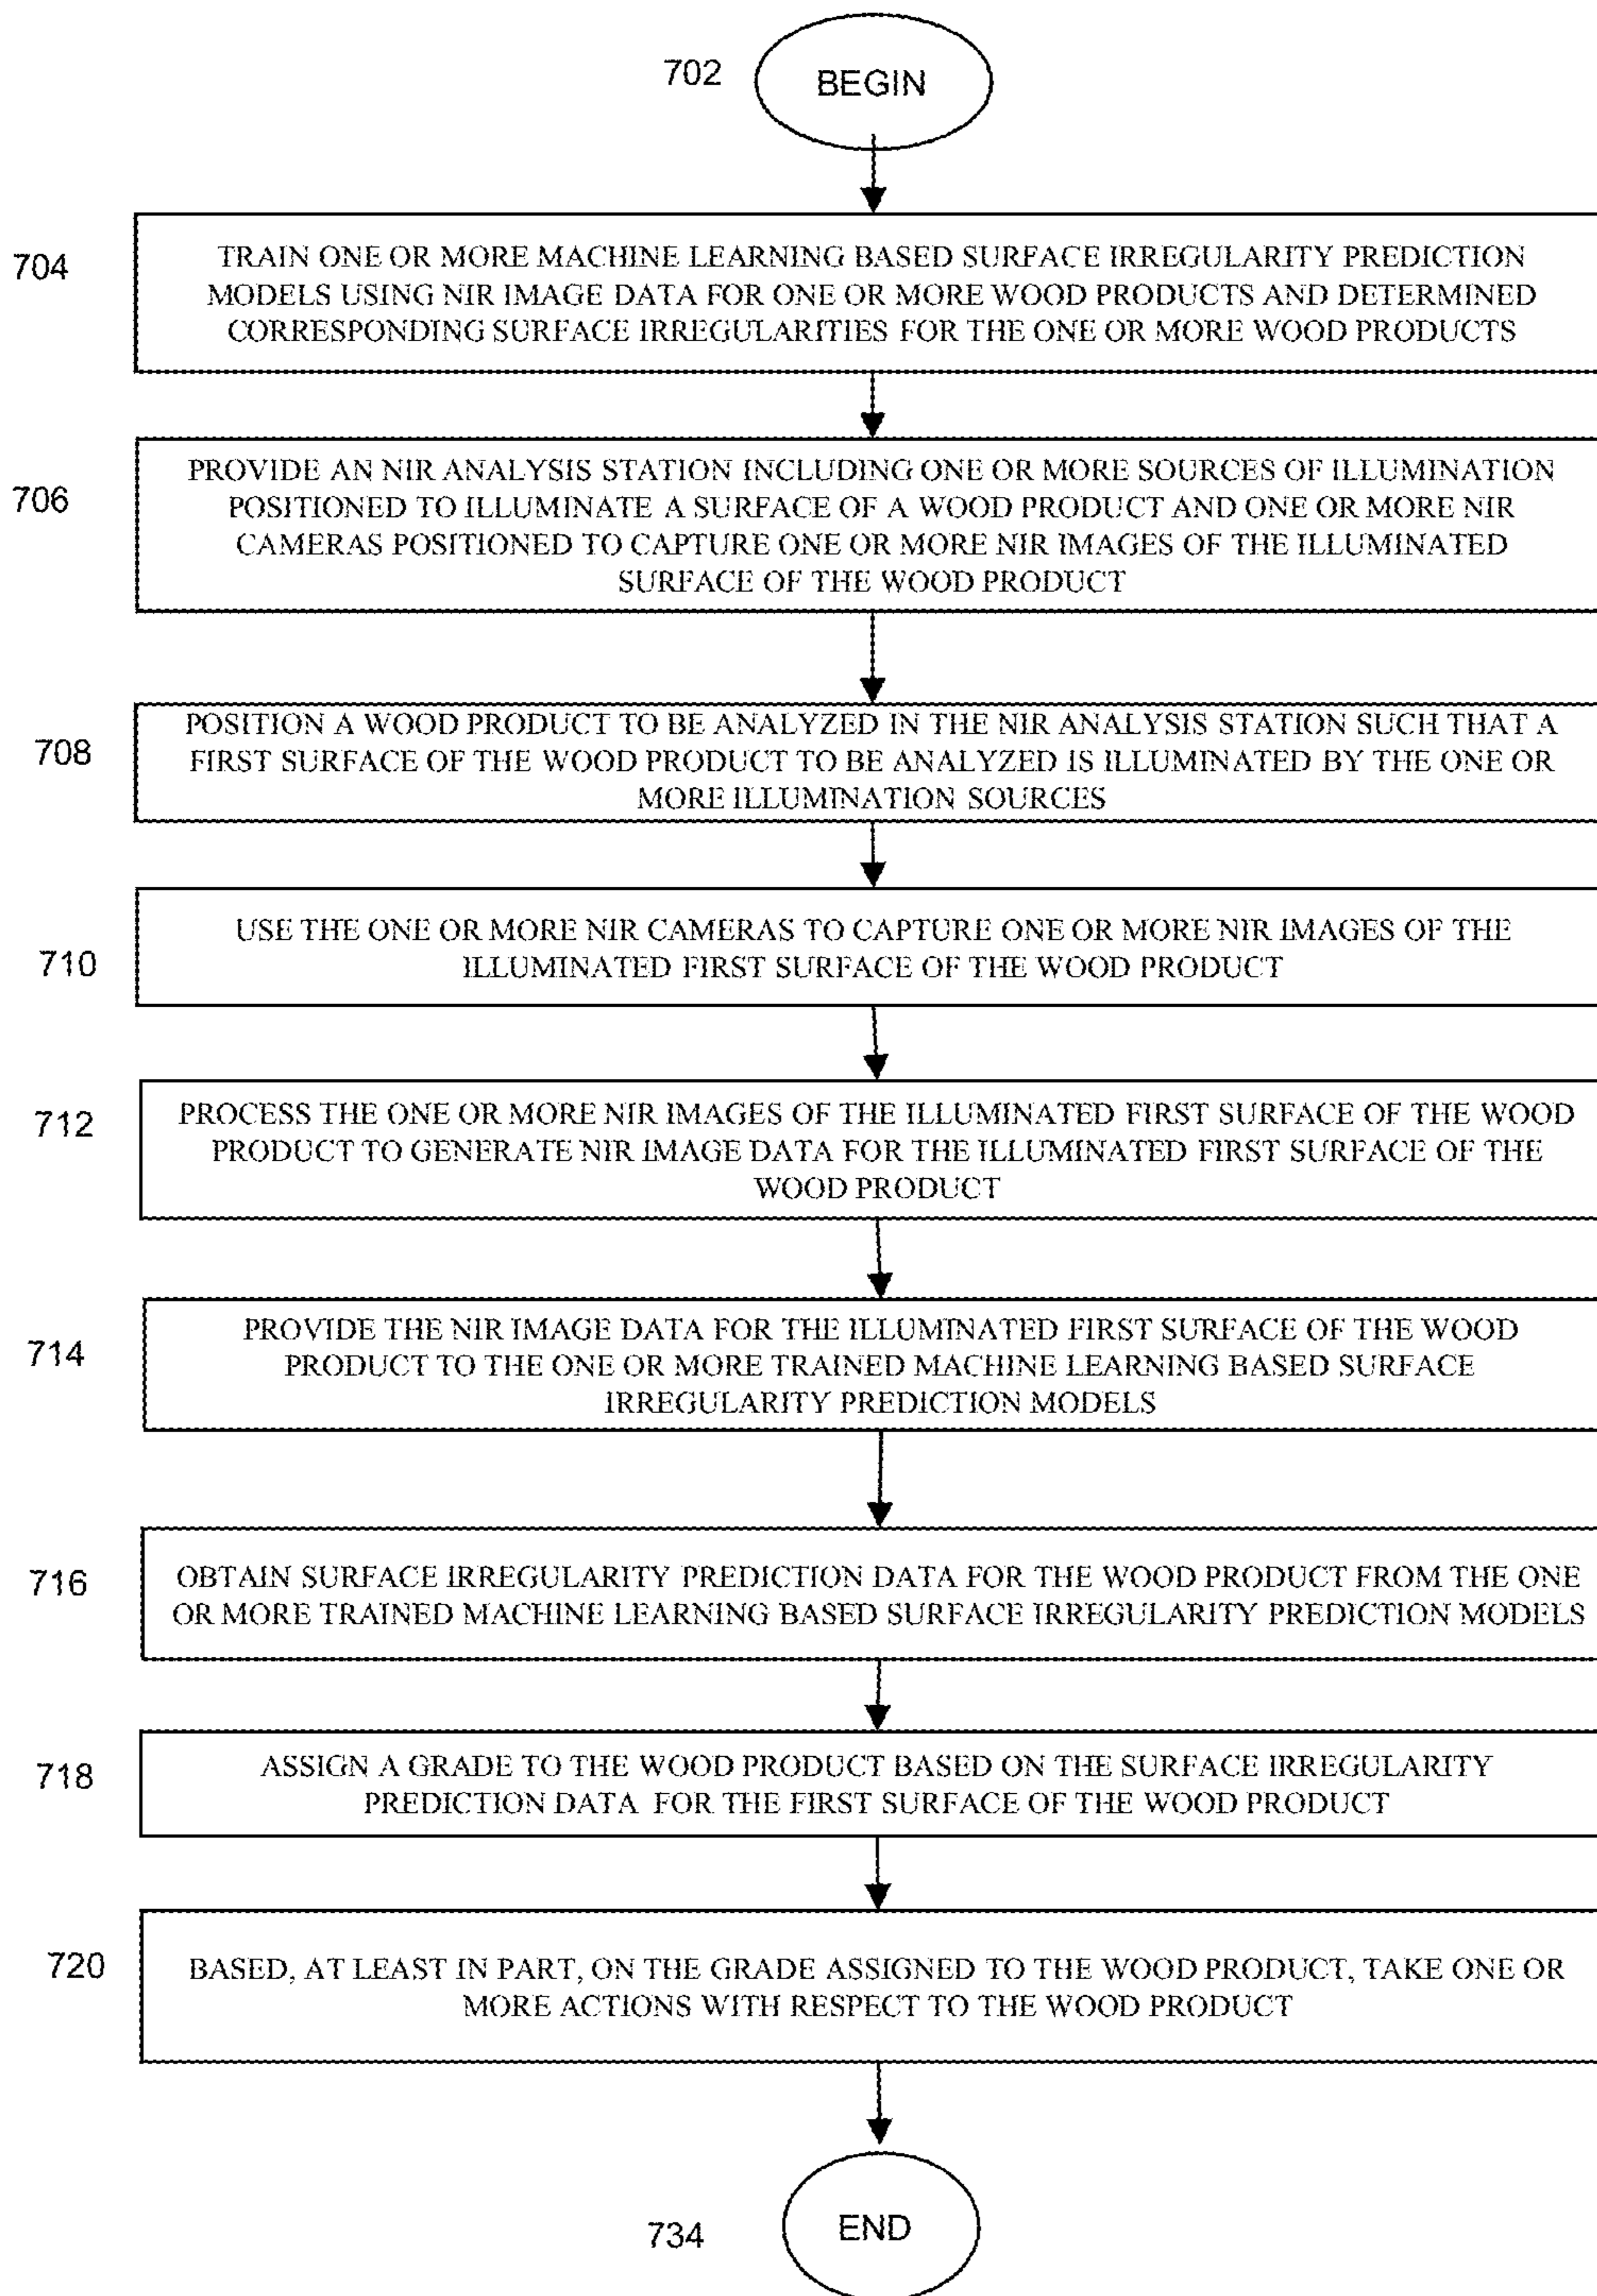 702
BEGIN
704
TRAIN ONE OR MORE MACHINE LEARNING BASED SURFACE IRREGULARITY PREDICTION
MODELS USING NIR IMAGE DATA FOR ONE OR MORE WOOD PRODUCTS AND DETERMINED
CORRESPONDING SURFACE IRREGULARITIES FOR THE ONE OR MORE WOOD PRODUCTS
706
PROVIDE AN NIR ANALYSIS STATION INCLUDING ONE OR MORE SOURCES OF ILLUMINATION
POSITIONED TO ILLUMINATE A SURFACE OF A WOOD PRODUCT AND ONE OR MORE NIR
CAMERAS POSITIONED TO CAPTURE ONE OR MORE NIR IMAGES OF THE ILLUMINATED
SURFACE OF THE WOOD PRODUCT
708
POSITION A WOOD PRODUCT TO BE ANALYZED IN THE NIR ANALYSIS STATION SUCH THAT A
FIRST SURFACE OF THE WOOD PRODUCT TO BE ANALYZED IS ILLUMINATED BY THE ONE OR
MORE ILLUMINATION SOURCES
710
USE THE ONE OR MORE NIR CAMERAS TO CAPTURE ONE OR MORE NIR IMAGES OF THE
ILLUMINATED FIRST SURFACE OF THE WOOD PRODUCT
712
PROCESS THE ONE OR MORE NIR IMAGES OF THE ILLUMINATED FIRST SURFACE OF THE WOOD
PRODUCT TO GENERATE NIR IMAGE DATA FOR THE ILLUMINATED FIRST SURFACE OF THE
WOOD PRODUCT
714
PROVIDE THE NIR IMAGE DATA FOR THE ILLUMINATED FIRST SURFACE OF THE WOOD
PRODUCT TO THE ONE OR MORE TRAINED MACHINE LEARNING BASED SURFACE
IRREGULARITY PREDICTION MODELS
716
OBTAIN SURFACE IRREGULARITY PREDICTION DATA FOR THE WOOD PRODUCT FROM THE ONE
OR MORE TRAINED MACHINE LEARNING BASED SURFACE IRREGULARITY PREDICTION MODELS
718
ASSIGN A GRADE TO THE WOOD PRODUCT BASED ON THE SURFACE IRREGULARITY
PREDICTION DATA FOR THE FIRST SURFACE OF THE WOOD PRODUCT
720
BASED, AT LEAST IN PART, ON THE GRADE ASSIGNED TO THE WOOD PRODUCT, TAKE ONE OR
MORE ACTIONS WITH RESPECT TO THE WOOD PRODUCT
734
END